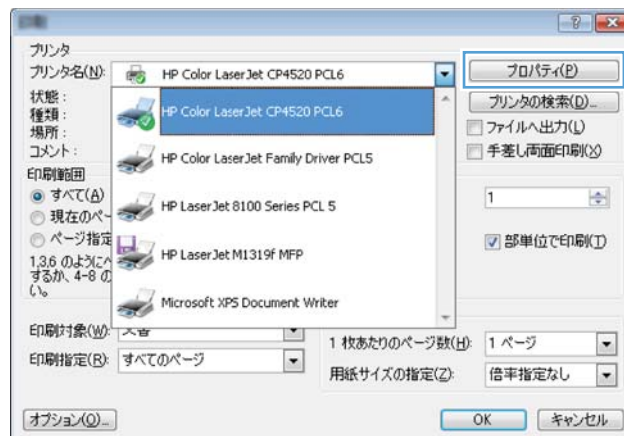 印刷
プリンタ
プリンタ名(N):
HP Color LaserJet CP4520 PCL6
プロパティ(P)
状態:
種類:
場所:
コメント:
HP Color LaserJet CP4520 PCL6
HP Color LaserJet Family Driver PCL5
HP LaserJet 8100 Series PCL 5
HP LaserJet M1319f MFP
Microsoft XPS Document Writer
プリンタの検索(D)...
ファイルへ出力(L)
手差し両面印刷(X)
印刷範囲
すべて(A)
現在のペー
ページ指定
1,3,6 のように
するか、4-8 の
い。
1
部単位で印刷(T)
印刷対象(W):
印刷指定(R):
すべてのページ
1 枚あたりのページ数(H):
1 ページ
用紙サイズの指定(Z):
倍率指定なし
オプション(O)...
OK
キャンセル